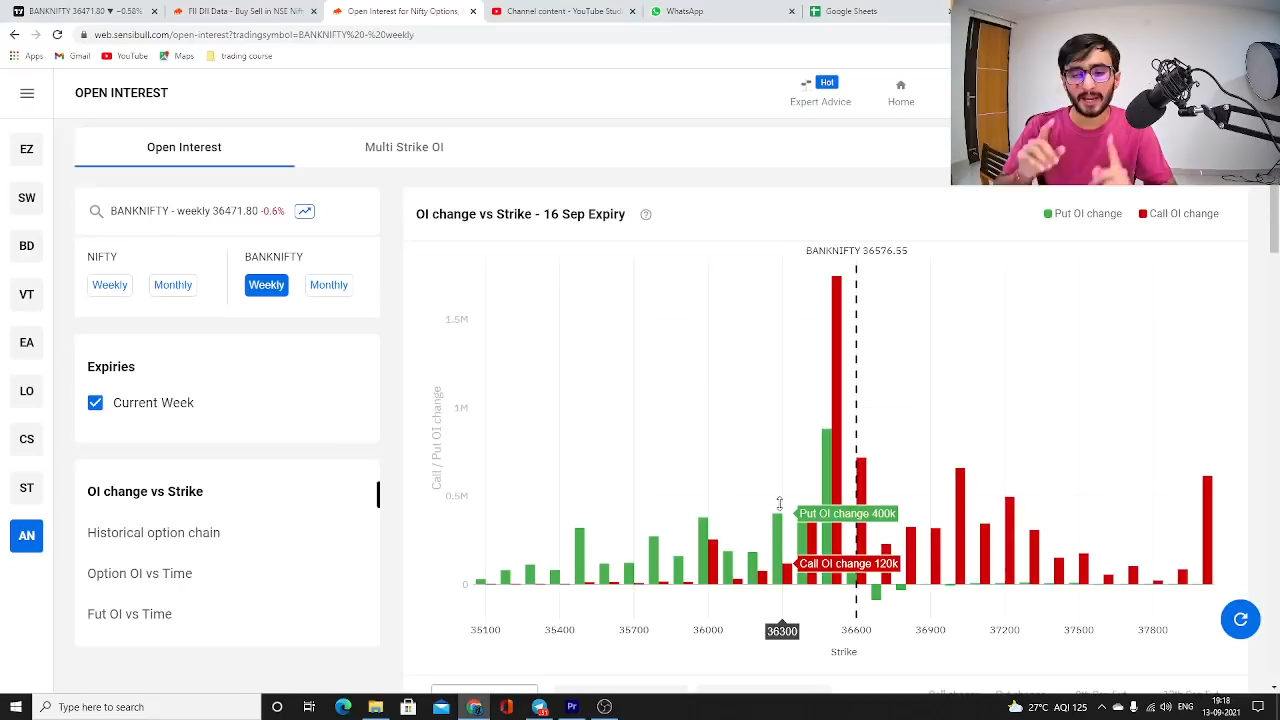 BANKNIFTY 36471.80 ▼ −0.58%
FII DII Data - Buy Sell in NSE Nift
Open Interest for Nifty Options,
Channel content - YouTube Studi
WhatsApp
Google Sheets
web.sensibull.com/open-interest?tradingsymbol=BANKNIFTY%20-%20weekly
Apps
Gmail
YouTube
Maps
trading course
OPEN INTEREST
Hot
Expert Advice
Home
EZ
SW
BD
VT
EA
LO
CS
ST
AN
Open Interest
Multi Strike OI
BANKNIFTY - weekly 36471.80 -0.6%
NIFTY
BANKNIFTY
Weekly
Monthly
Weekly
Monthly
Expiries
Current Week
OI change vs Strike
Historical option chain
Option OI vs Time
Fut OI vs Time
OI change vs Strike - 16 Sep Expiry
Put OI change
Call OI change
BANKNIFTY 36576.55
1.5M
1M
0.5M
0
Call / Put OI change
Put OI change 400k
Call OI change 120k
35100
35400
35700
36000
36300
36600
36900
37200
37500
37800
Strike
Type here to search
27°C AQI 125
ENG
19:18
13-09-2021